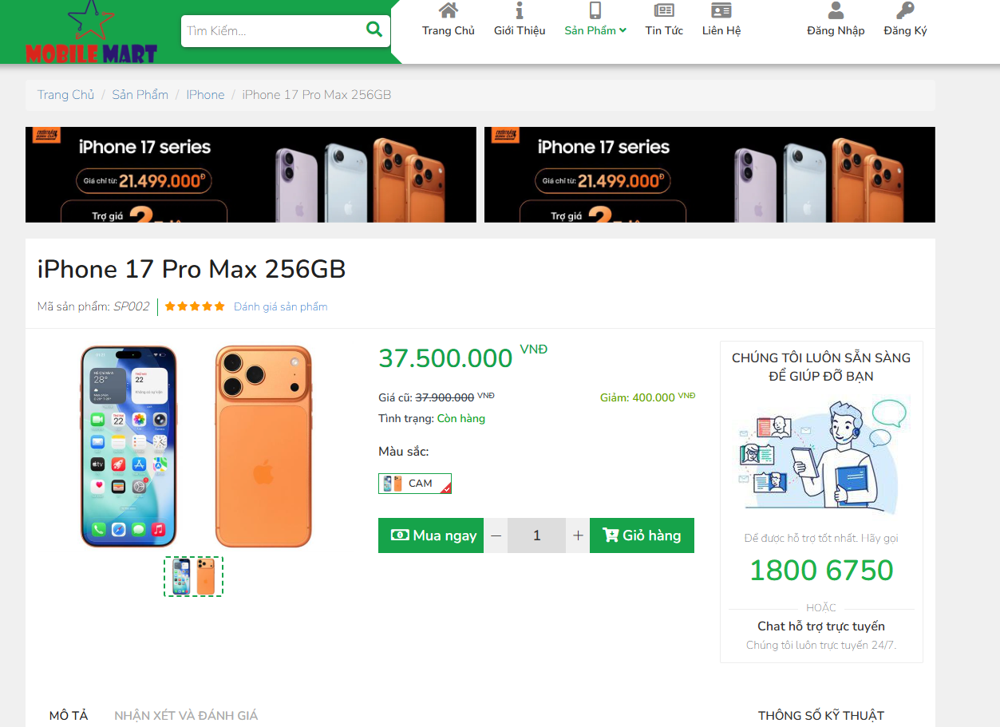 MOBILE MART
Tìm Kiếm...
Trang Chủ
Giới Thiệu
Sản Phẩm
Tin Tức
Liên Hệ
Đăng Nhập
Đăng Ký
Trang Chủ / Sản Phẩm / IPhone / iPhone 17 Pro Max 256GB
iPhone 17 series
Giá chỉ từ: 21.499.000Đ
Trợ giá 2
iPhone 17 series
Giá chỉ từ: 21.499.000Đ
Trợ giá 2
iPhone 17 Pro Max 256GB
Mã sản phẩm: SP002
Đánh giá sản phẩm
37.500.000 VNĐ
Giá cũ: 37.900.000 VNĐ
Giảm: 400.000 VNĐ
Tình trạng: Còn hàng
Màu sắc:
CAM
Mua ngay
— 1 +
Giỏ hàng
CHÚNG TÔI LUÔN SẴN SÀNG
ĐỂ GIÚP ĐỠ BẠN
Để được hỗ trợ tốt nhất. Hãy gọi
1800 6750
HOẶC
Chat hỗ trợ trực tuyến
Chúng tôi luôn trực tuyến 24/7.
MÔ TẢ
NHẬN XÉT VÀ ĐÁNH GIÁ
THÔNG SỐ KỸ THUẬT